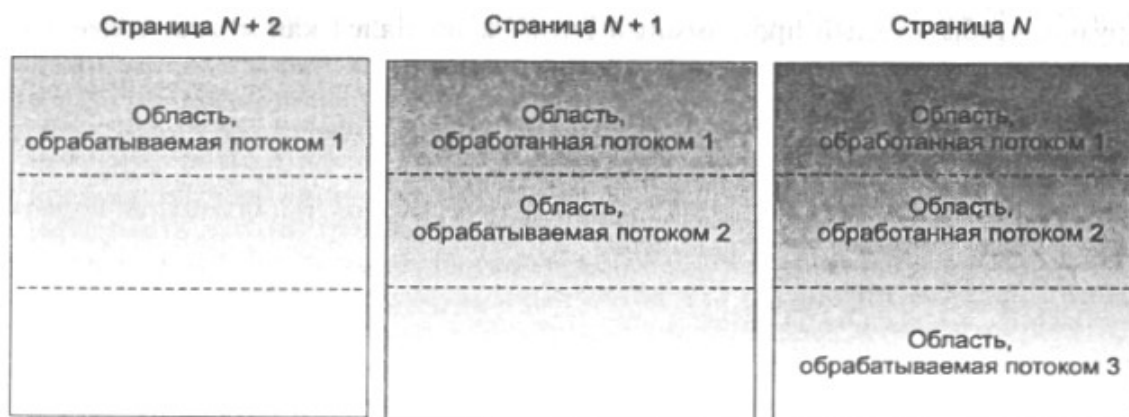 Страница N + 2
Страница N + 1
Страница N
Область,
обрабатываемая потоком 1
Область,
обработанная потоком 1
Область,
обработанная потоком 1
Область,
обрабатываемая потоком 2
Область,
обработанная потоком 2
Область,
обрабатываемая потоком 3